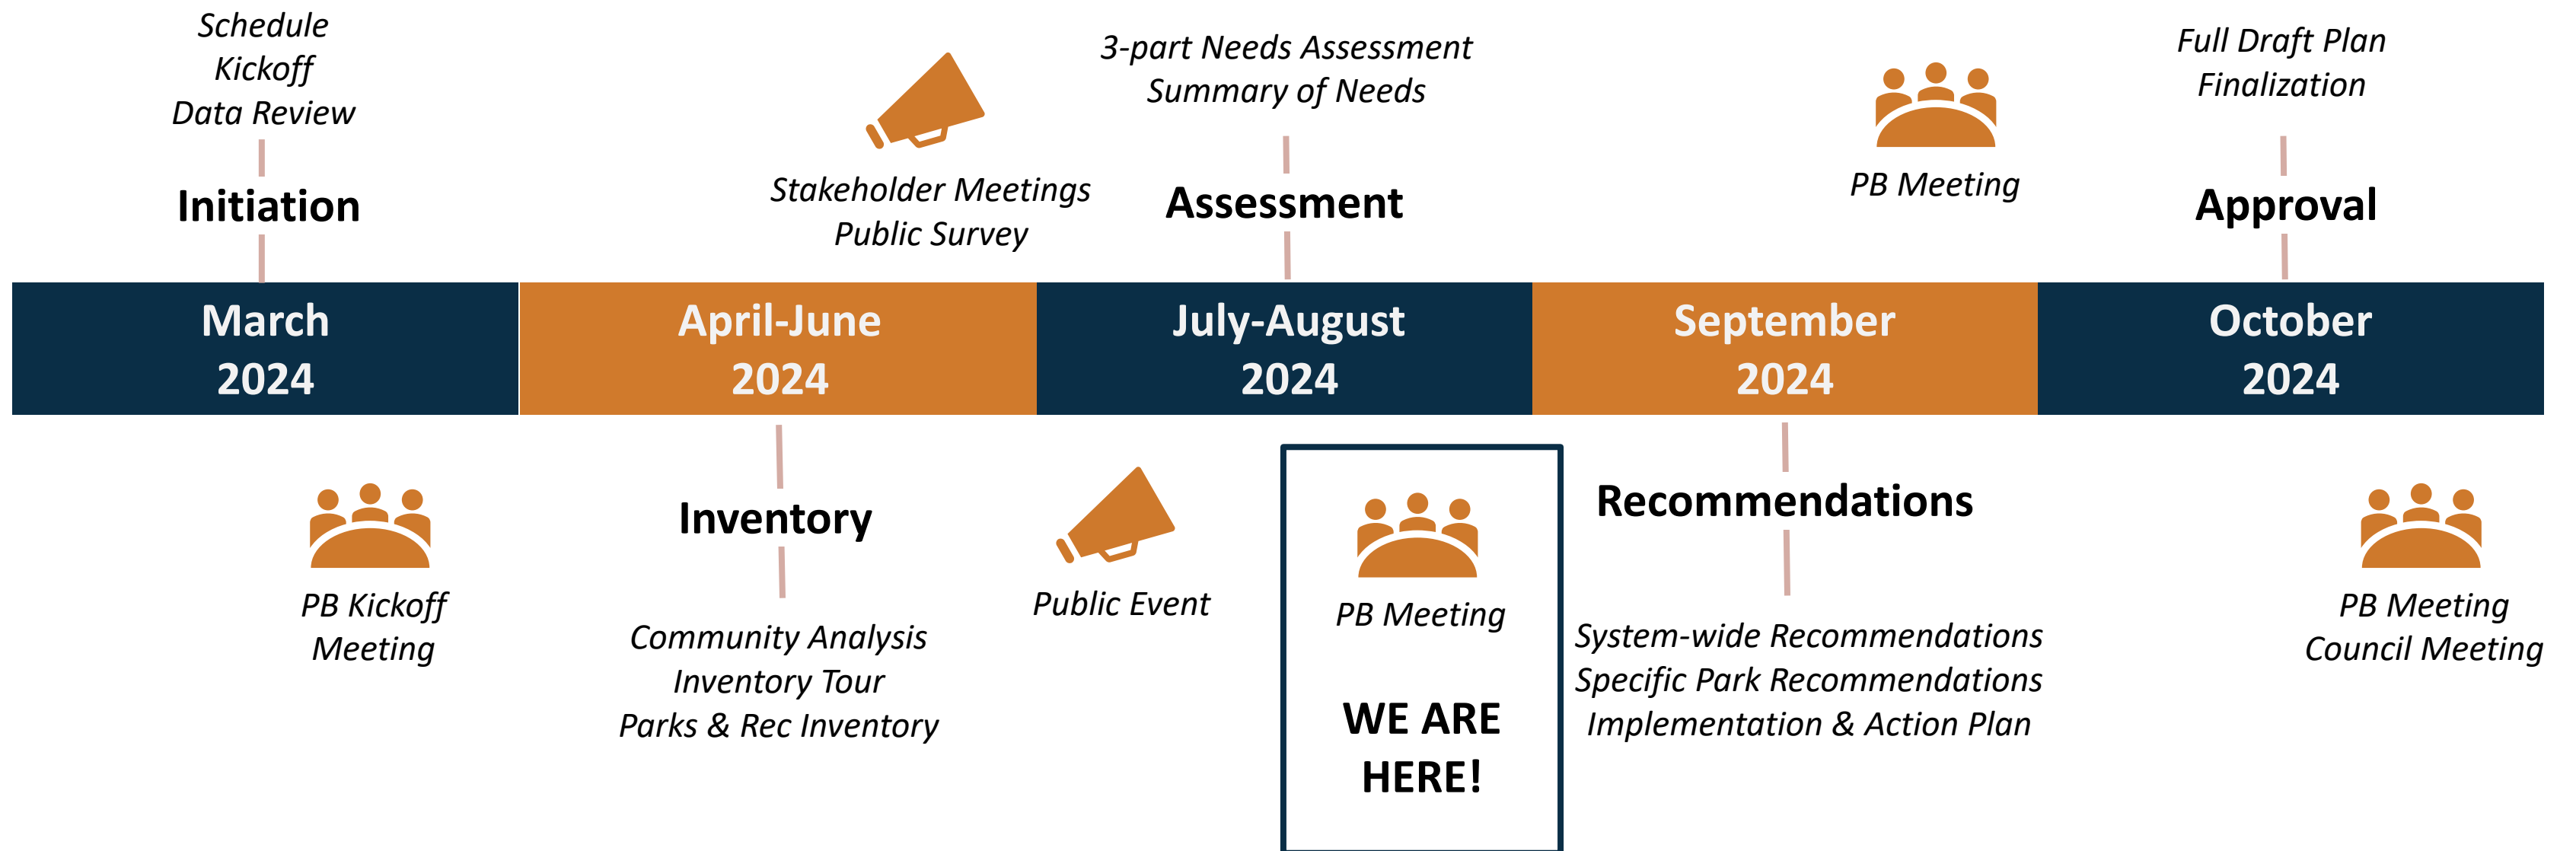 Schedule
Kickoff
Data Review
Initiation
Stakeholder Meetings
Public Survey
3-part Needs Assessment
Summary of Needs
Assessment
PB Meeting
Full Draft Plan
Finalization
Approval
March
2024
April-June
2024
July-August
2024
September
2024
October
2024
PB Kickoff
Meeting
Inventory
Community Analysis
Inventory Tour
Parks & Rec Inventory
Public Event
PB Meeting
WE ARE
HERE!
Recommendations
System-wide Recommendations
Specific Park Recommendations
Implementation & Action Plan
PB Meeting
Council Meeting